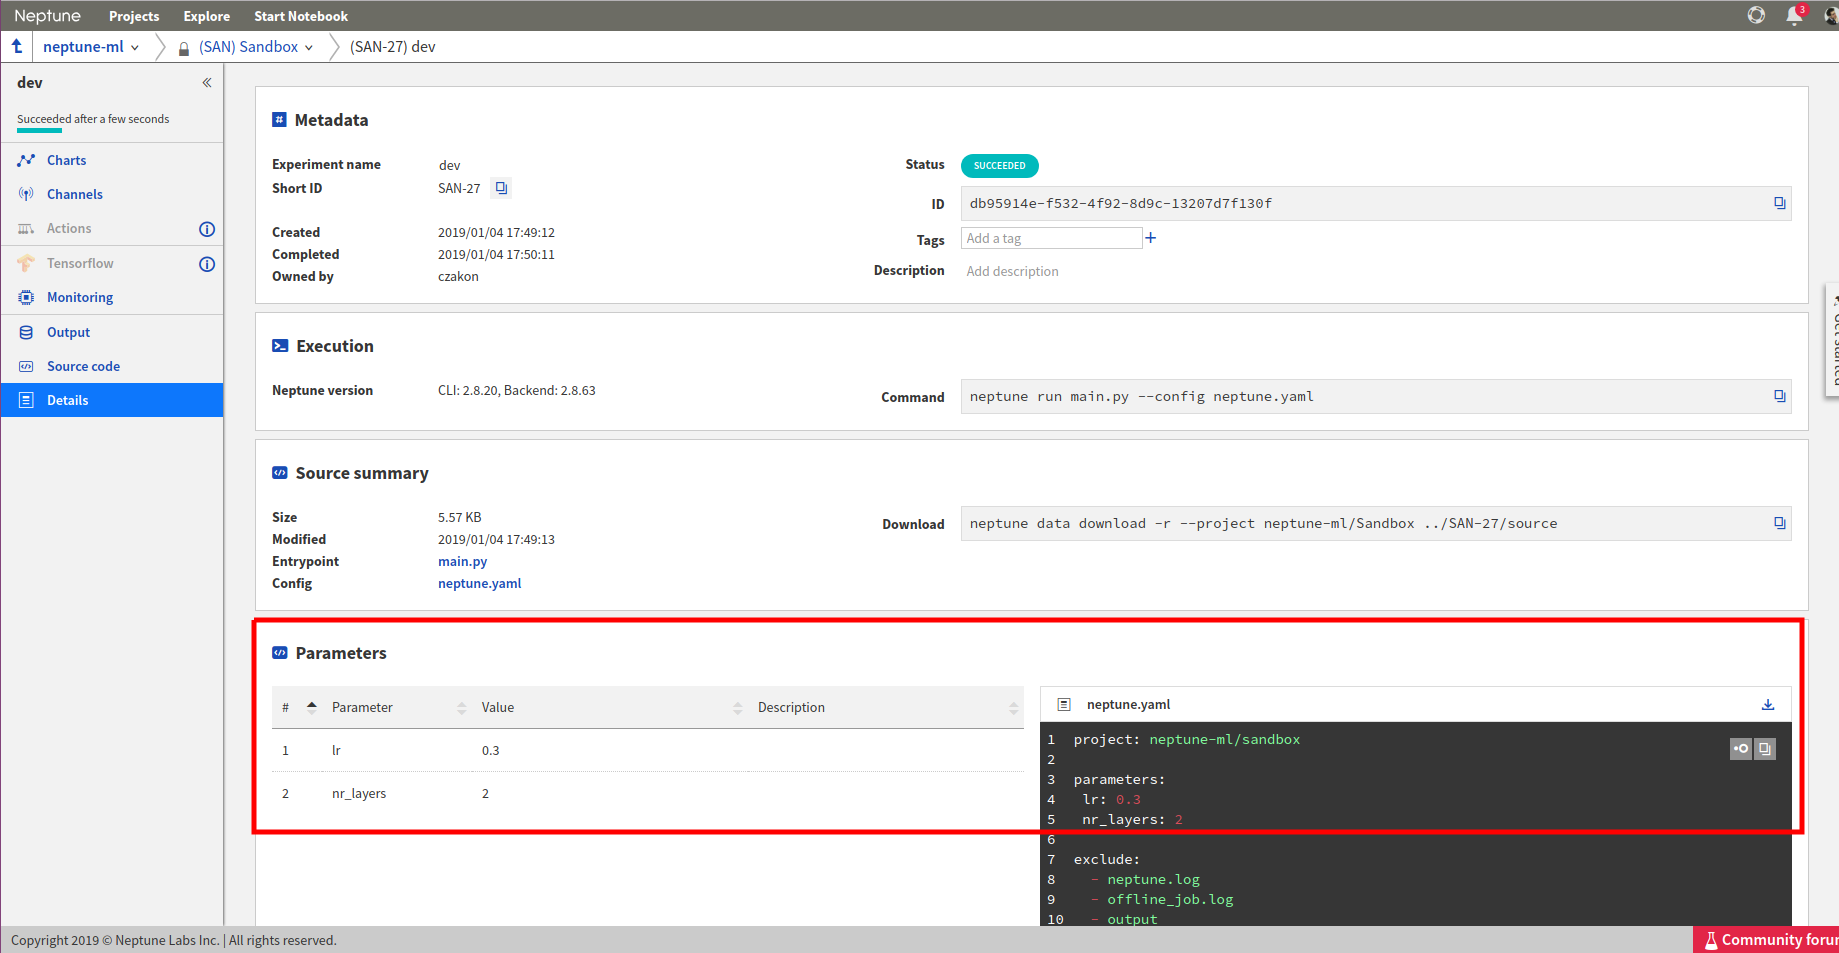 Neptune Projects Explore Start Notebook 3
neptune-ml (SAN) Sandbox (SAN-27) dev
dev
Succeeded after a few seconds
Charts
Channels
Actions
Tensorflow
Monitoring
Output
Source code
Details
# Metadata
Experiment name dev
Short ID SAN-27
Created 2019/01/04 17:49:12
Completed 2019/01/04 17:50:11
Owned by czakon
Status SUCCEEDED
ID db95914e-f532-4f92-8d9c-13207d7f130f
Tags Add a tag +
Description Add description
Execution
Neptune version CLI: 2.8.20, Backend: 2.8.63
Command neptune run main.py --config neptune.yaml
Source summary
Size 5.57 KB
Modified 2019/01/04 17:49:13
Entrypoint main.py
Config neptune.yaml
Download neptune data download -r --project neptune-ml/Sandbox ../SAN-27/source
Parameters
# Parameter Value Description
1 lr 0.3
2 nr_layers 2
neptune.yaml
1 project: neptune-ml/sandbox
2
3 parameters:
4 lr: 0.3
5 nr_layers: 2
6
7 exclude:
8 - neptune.log
9 - offline_job.log
10 - output
Get started
Copyright 2019 © Neptune Labs Inc. | All rights reserved.
Community forum